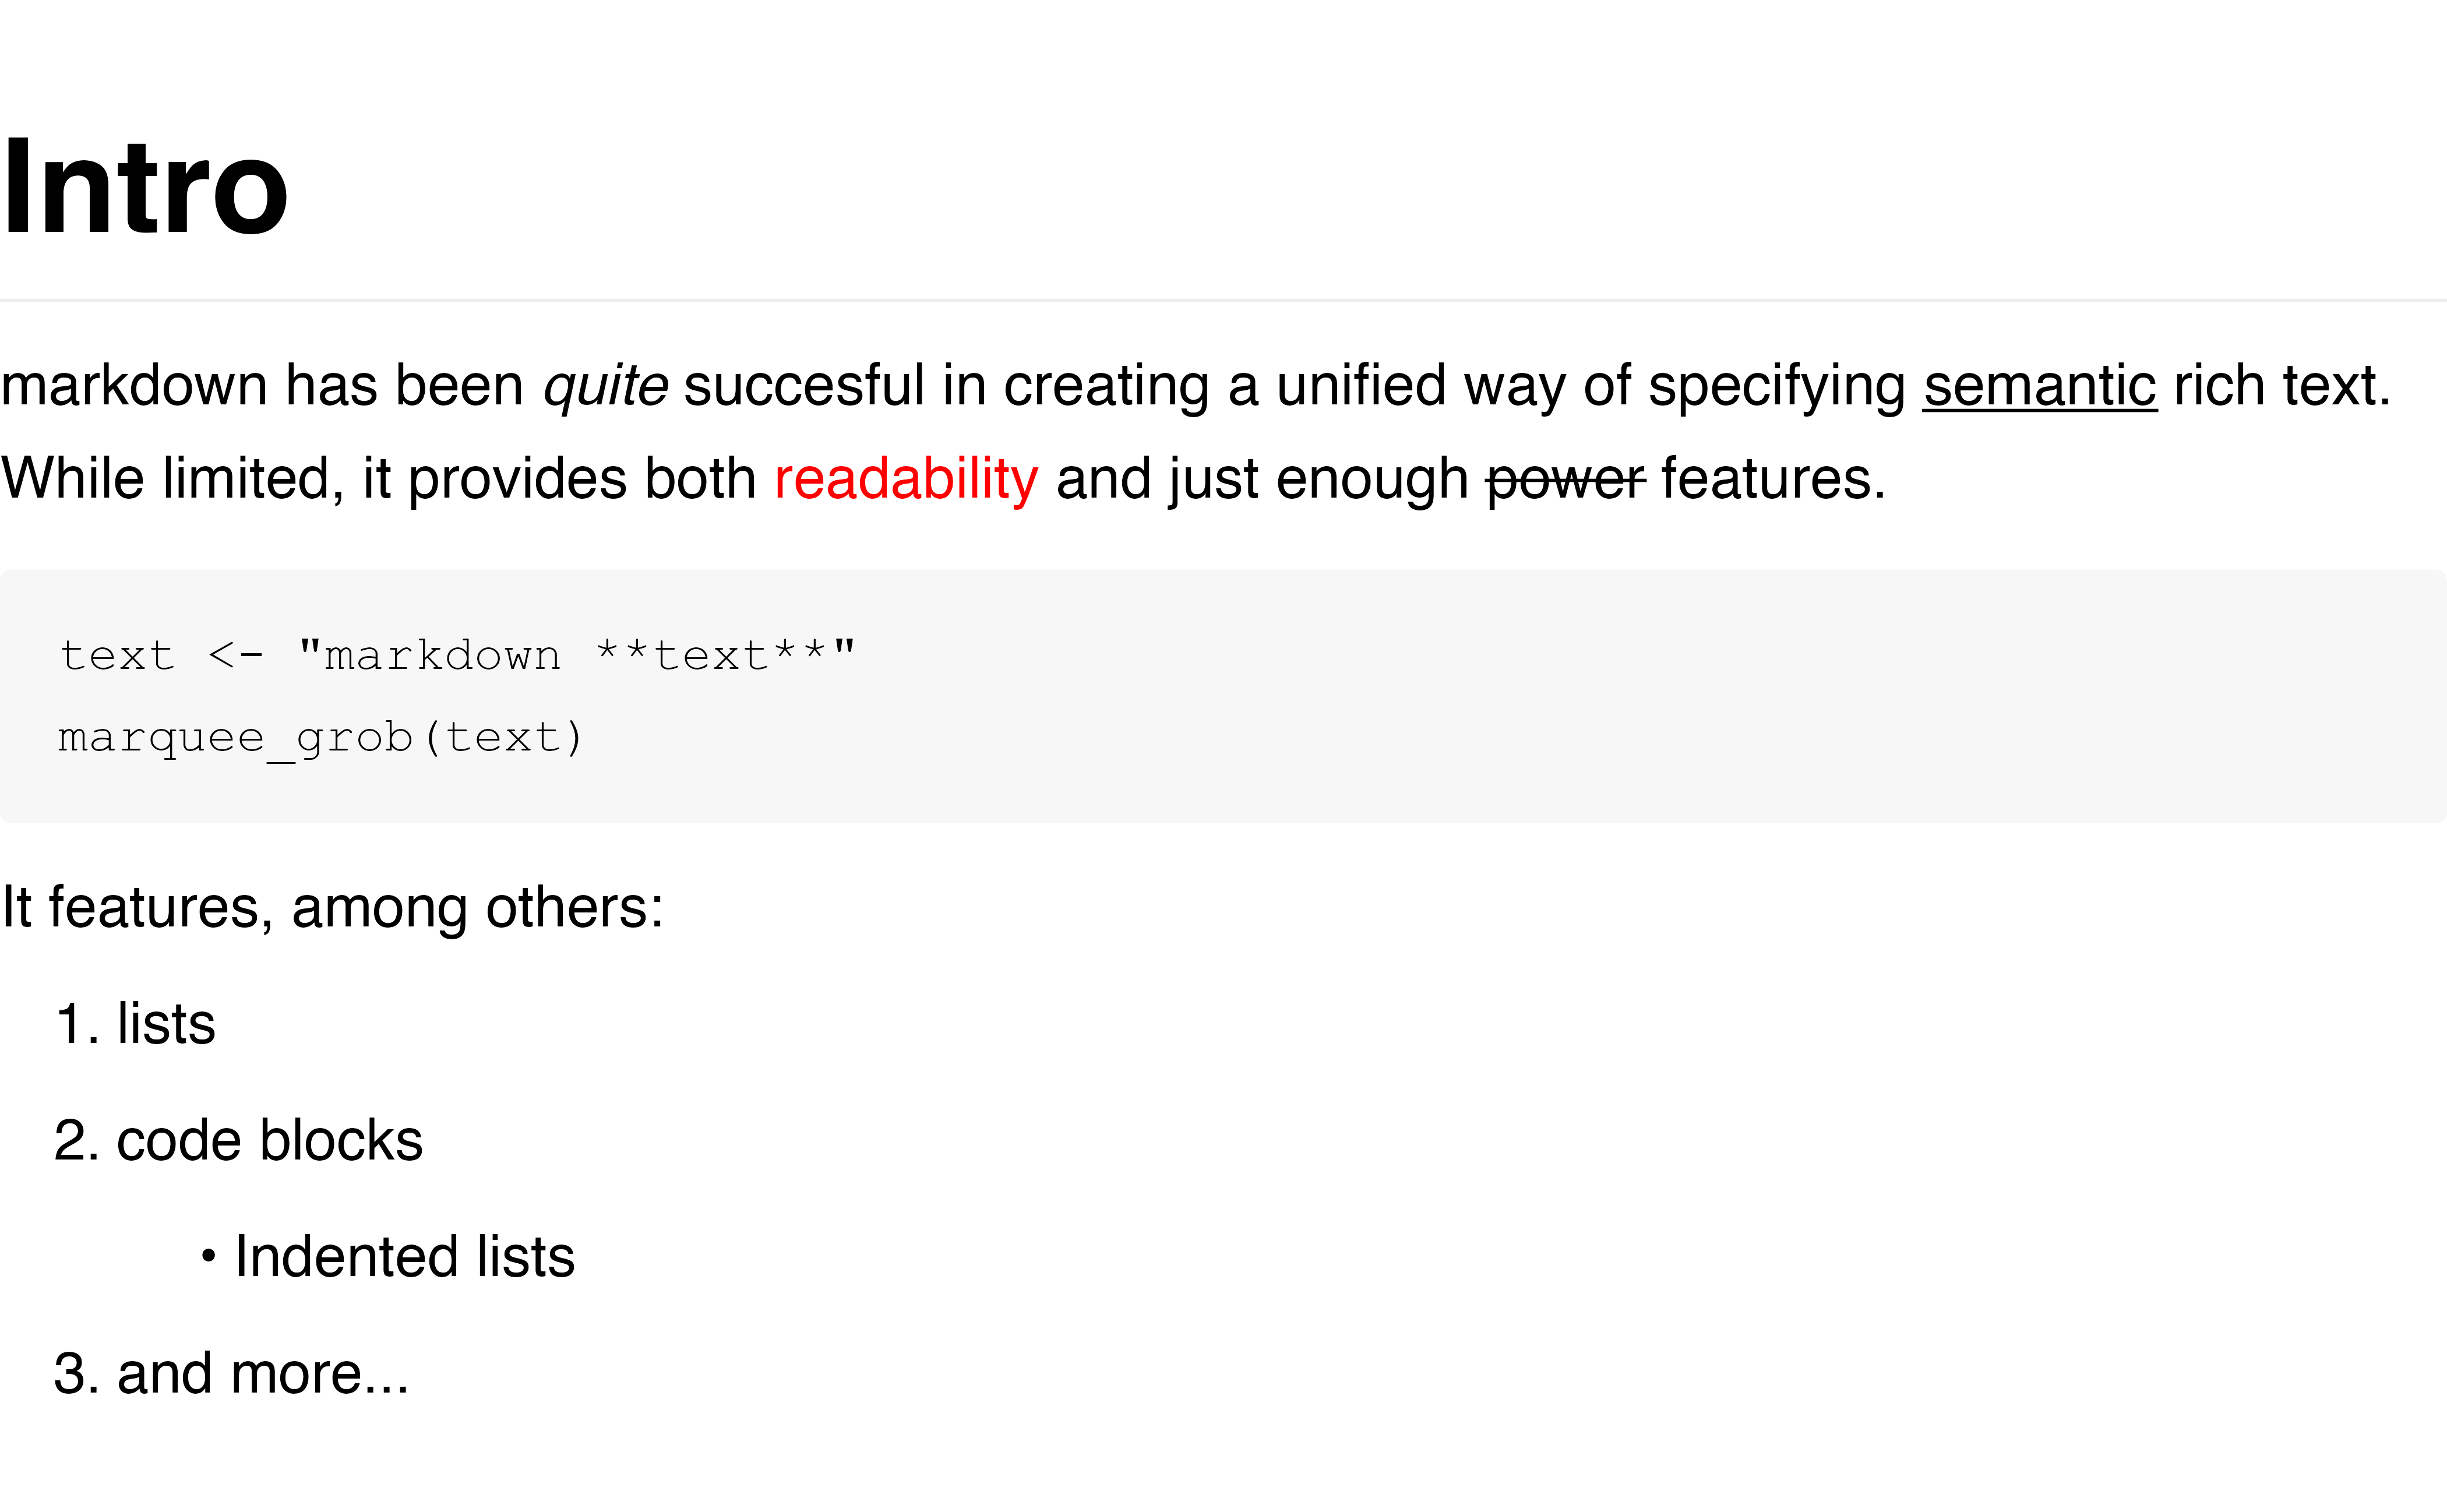 Intro
markdown has been quite succesful in creating a unified way of specifying semantic rich text.
While limited, it provides both readability and just enough power features.
text <- "markdown **text**"
marquee_grob(text)
It features, among others:
1. lists
2. code blocks
• Indented lists
3. and more...